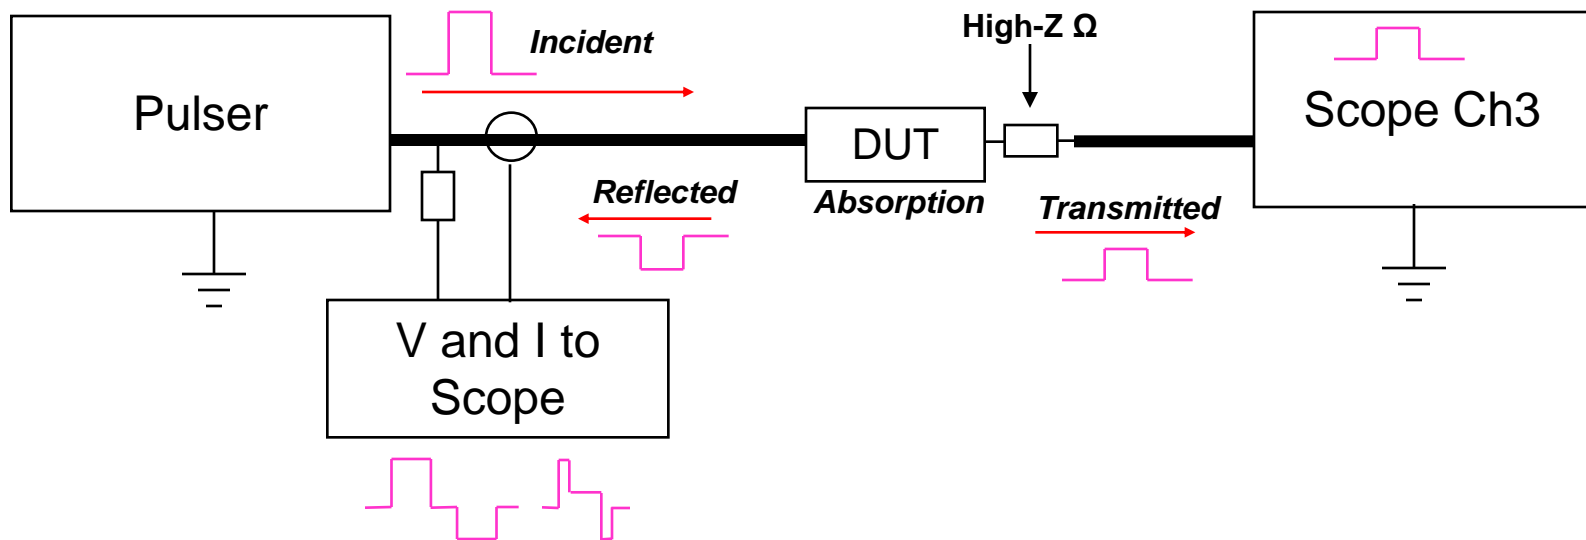 Pulser
Incident
High-Z Ω
Scope Ch3
DUT
Reflected
Absorption
Transmitted
V and I to
Scope